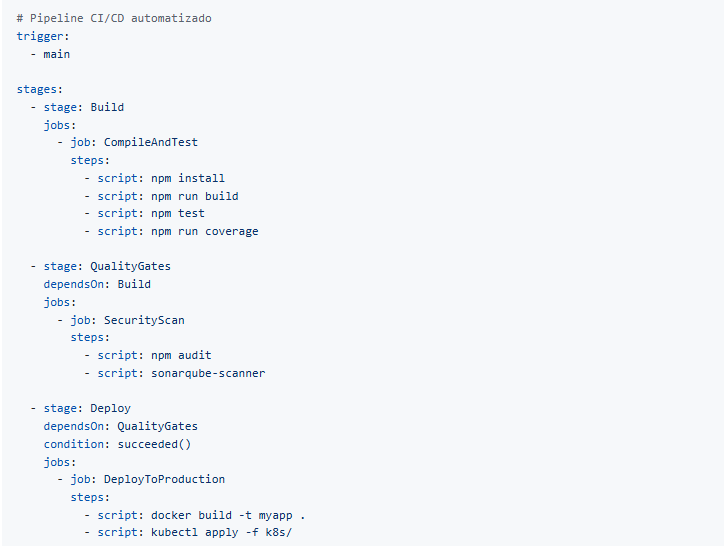 # Pipeline CI/CD automatizado
trigger:
  - main

stages:
  - stage: Build
    jobs:
      - job: CompileAndTest
        steps:
          - script: npm install
          - script: npm run build
          - script: npm test
          - script: npm run coverage

  - stage: QualityGates
    dependsOn: Build
    jobs:
      - job: SecurityScan
        steps:
          - script: npm audit
          - script: sonarqube-scanner

  - stage: Deploy
    dependsOn: QualityGates
    condition: succeeded()
    jobs:
      - job: DeployToProduction
        steps:
          - script: docker build -t myapp .
          - script: kubectl apply -f k8s/